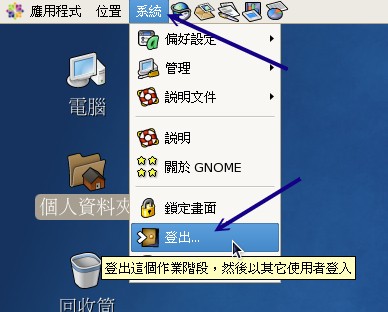 應用程式 位置 系統
偏好設定
管理
說明文件
說明
關於 GNOME
鎖定畫面
登出...
登出這個作業階段，然後以其它使用者登入
電腦
個人資料夾
回收筒